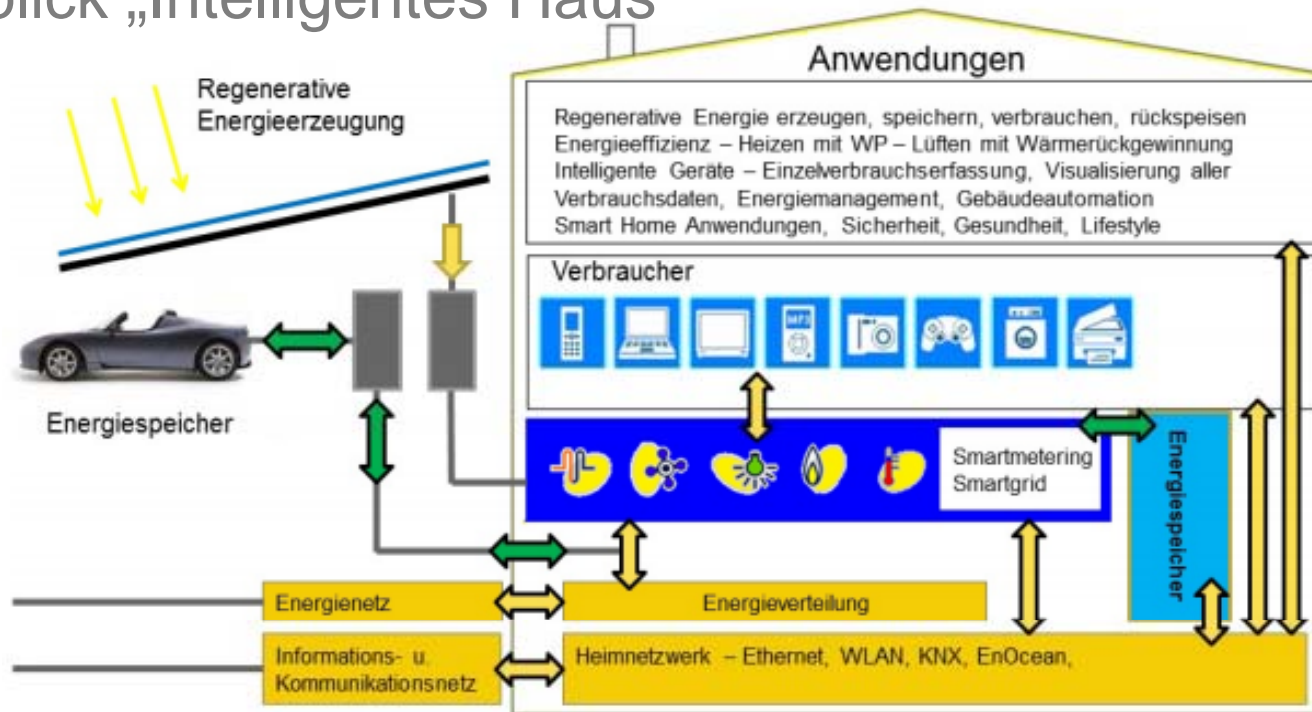 „Intelligentes Haus
Anwendungen
Regenerative
Energieerzeugung
Regenerative Energie erzeugen, speichern, verbrauchen, rückspeisen
Energieeffizienz – Heizen mit WP – Lüften mit Wärmerückgewinnung
Intelligente Geräte – Einzelverbrauchserfassung, Visualisierung aller
Verbrauchsdaten, Energiemanagement, Gebäudeautomation
Smart Home Anwendungen, Sicherheit, Gesundheit, Lifestyle
Verbraucher
MP3
Energiespeicher
Smartmetering
Smartgrid
Energiespeicher
Energienetz
Energieverteilung
Informations- u.
Kommunikationsnetz
Heimnetzwerk – Ethernet, WLAN, KNX, EnOcean,